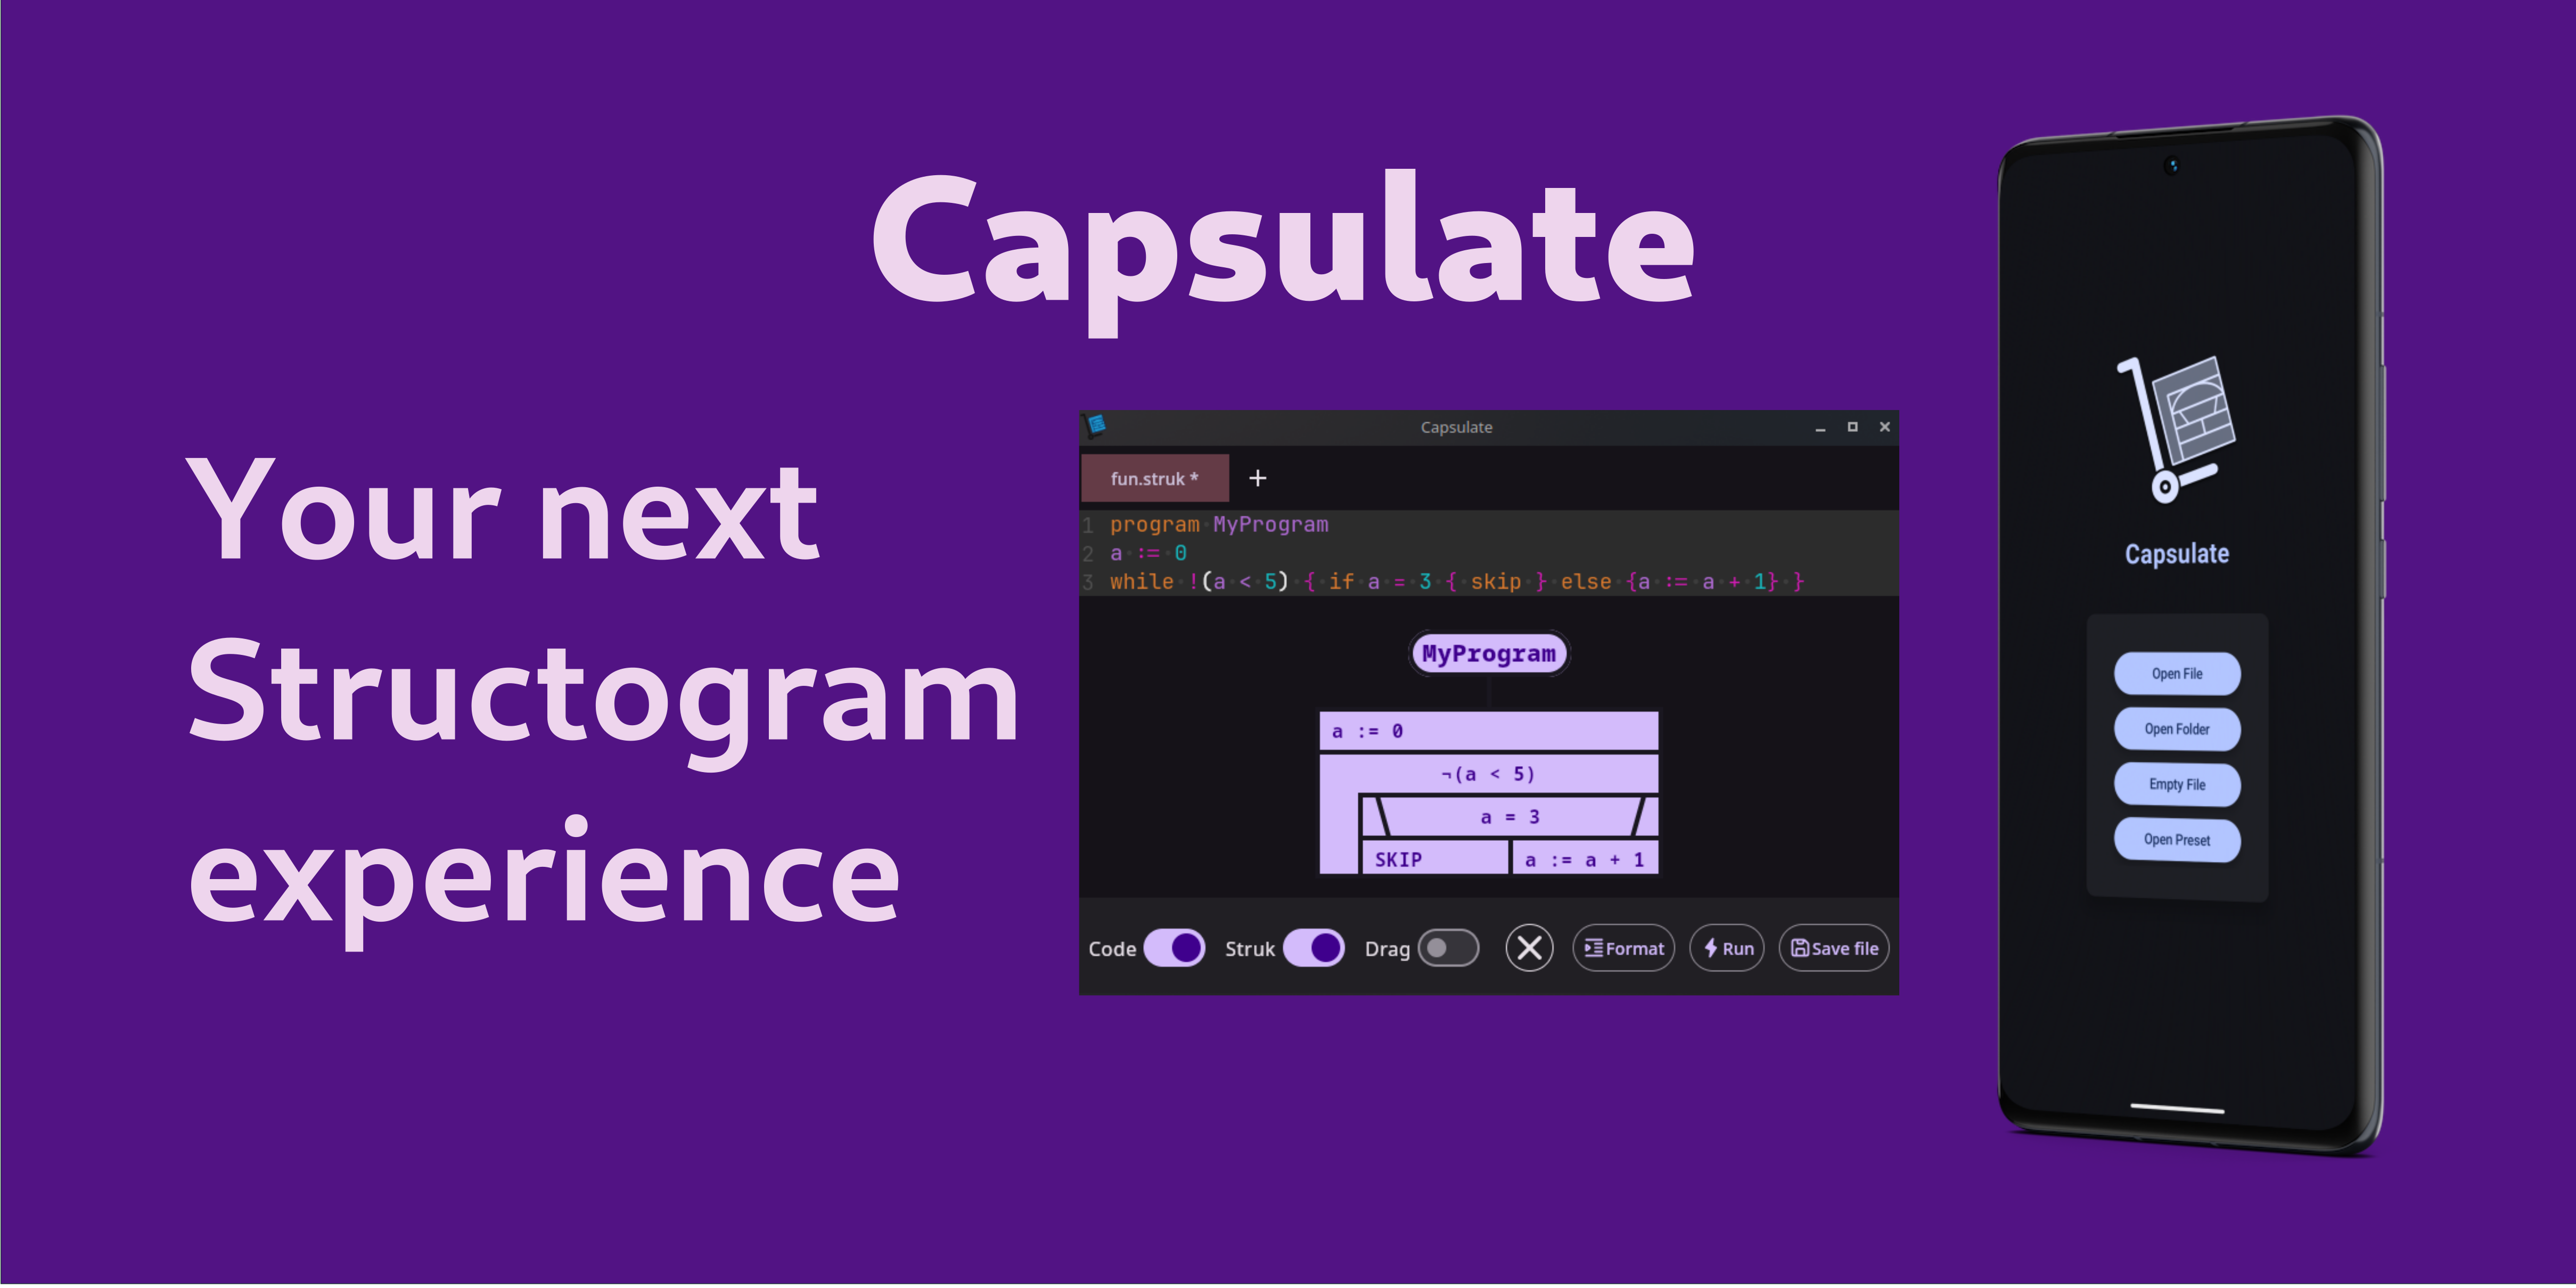 Capsulate
Your next
Structogram
experience
Capsulate
fun.struk *
+
1 program MyProgram
2 a := 0
3 while !(a < 5) { if a = 3 { skip } else {a := a + 1} }
MyProgram
a := 0
¬(a < 5)
a = 3
SKIP
a := a + 1
Code
Struk
Drag
Format
Run
Save file
Capsulate
Open File
Open Folder
Empty File
Open Preset